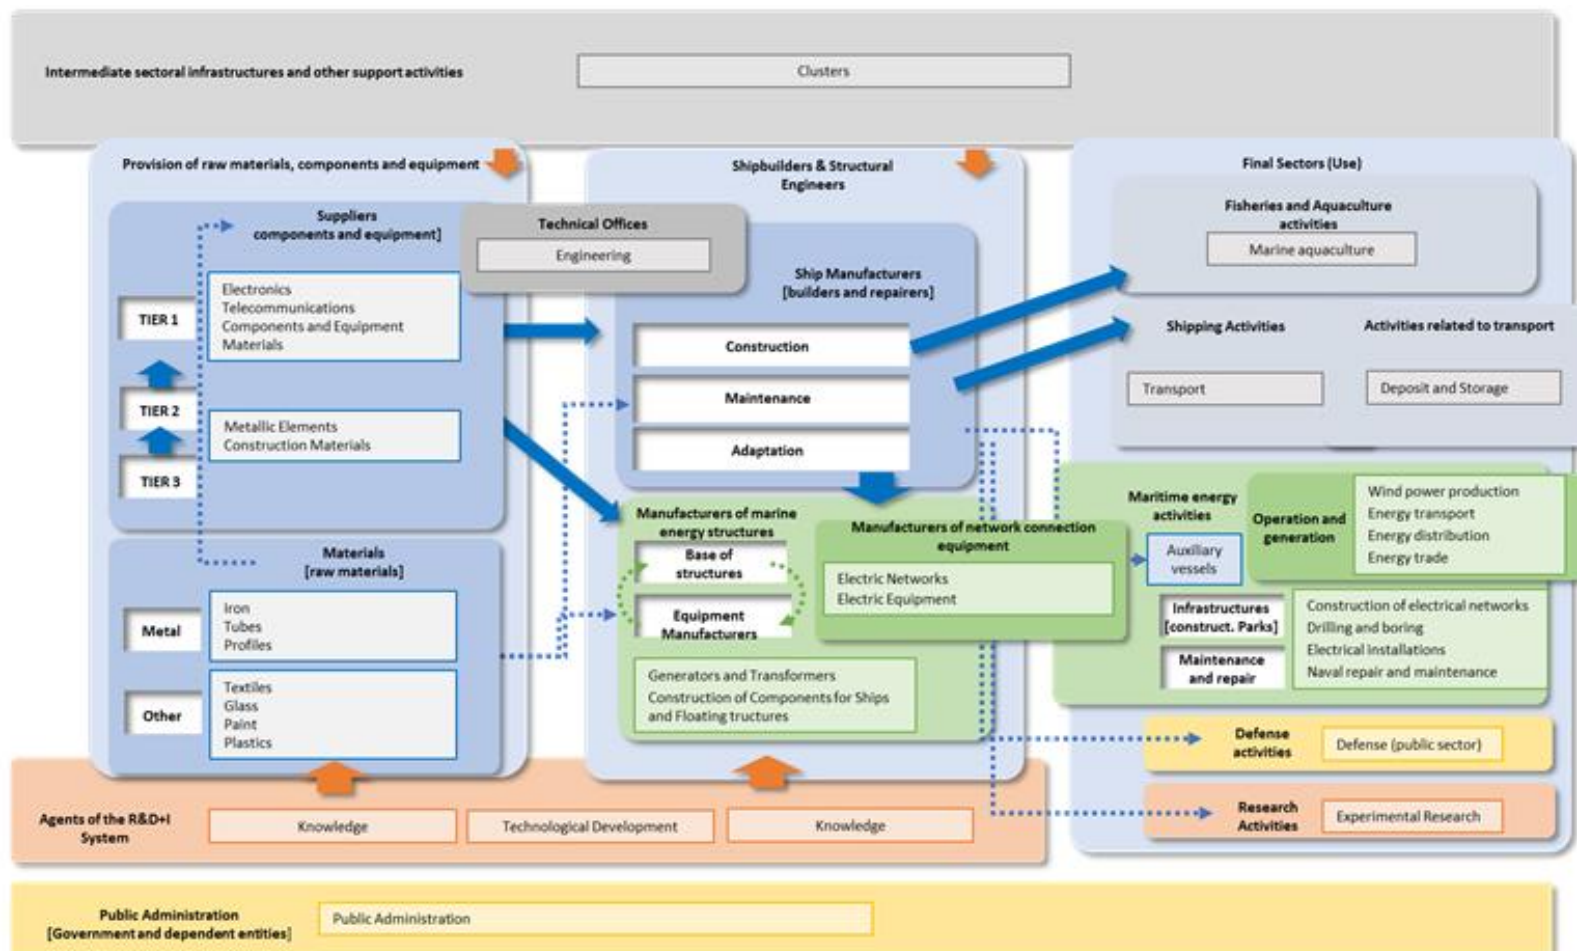 Intermediate sectoral infrastructures and other support activities
Clusters
Provision of raw materials, components and equipment
Suppliers
components and equipment]
TIER 1
Electronics
Telecommunications
Components and Equipment
Materials
TIER 2
Metallic Elements
Construction Materials
TIER 3
Materials
[raw materials]
Metal
Iron
Tubes
Profiles
Other
Textiles
Glass
Paint
Plastics
Technical Offices
Engineering
Shipbuilders & Structural
Engineers
Ship Manufacturers
[builders and repairers]
Construction
Maintenance
Adaptation
Manufacturers of marine
energy structures
Base of
structures
Equipment
Manufacturers
Generators and Transformers
Construction of Components for Ships
and Floating tructures
Manufacturers of network connection
equipment
Electric Networks
Electric Equipment
Final Sectors (Use)
Fisheries and Aquaculture
activities
Marine aquaculture
Shipping Activities
Transport
Activities related to transport
Deposit and Storage
Maritime energy
activities
Auxiliary
vessels
Operation and
generation
Wind power production
Energy transport
Energy distribution
Energy trade
Infrastructures
[construct. Parks]
Maintenance
and repair
Construction of electrical networks
Drilling and boring
Electrical installations
Naval repair and maintenance
Defense
activities
Defense (public sector)
Research
Activities
Experimental Research
Agents of the R&D+I
System
Knowledge
Technological Development
Knowledge
Public Administration
[Government and dependent entities]
Public Administration